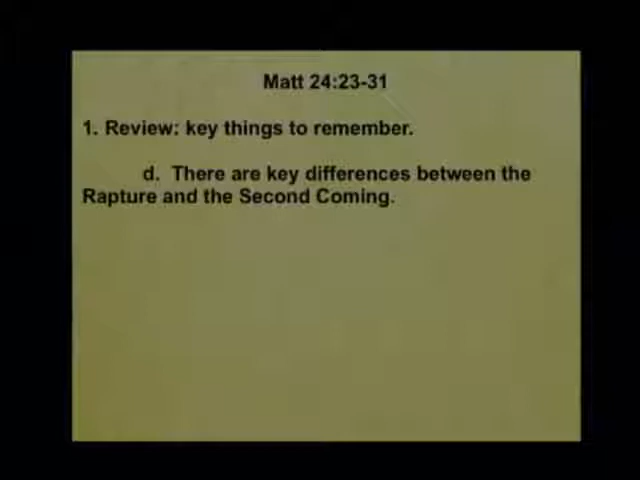 Matt 24:23-31
1. Review: key things to remember.
d. There are key differences between the
Rapture and the Second Coming.